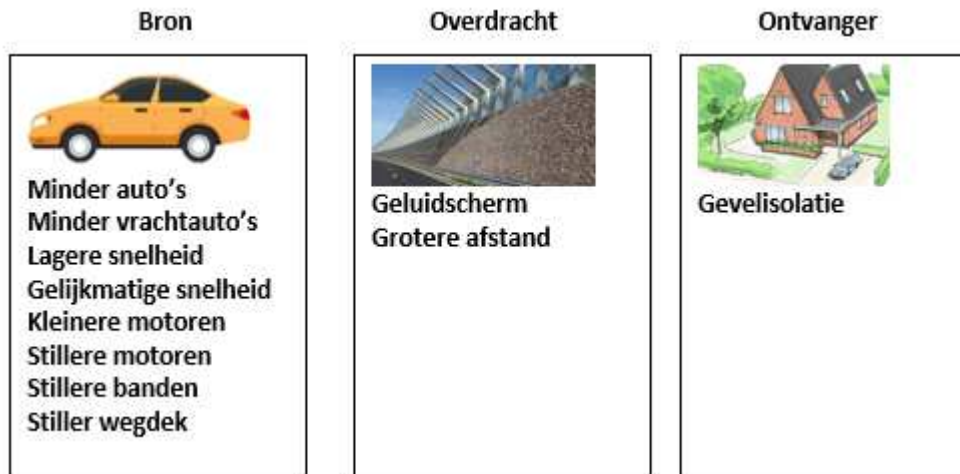 Bron
Overdracht
Ontvanger
Minder auto's
Minder vrachtauto's
Lagere snelheid
Gelijkmatige snelheid
Kleinere motoren
Stillere motoren
Stillere banden
Stiller wegdek
Geluidscherm
Grotere afstand
Gevelisolatie